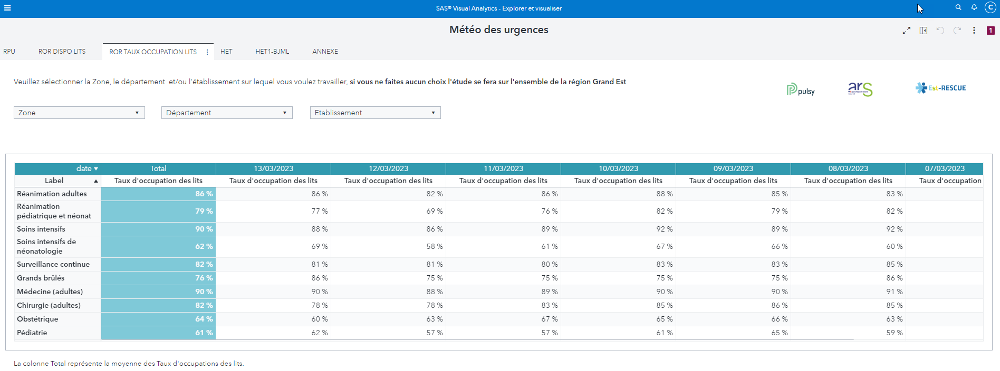 SAS® Visual Analytics - Explorer et visualiser
C
Météo des urgences
1
RPU ROR DISPO LITS ROR TAUX OCCUPATION LITS HET HET1-BJML ANNEXE
Veuillez sélectionner la Zone, le département et/ou l'établissement sur lequel vous voulez travailler, si vous ne faites aucun choix l'étude se fera sur l'ensemble de la région Grand Est
pulsy
ars
Est-RESCUE
Zone Département Etablissement
date Total 13/03/2023 12/03/2023 11/03/2023 10/03/2023 09/03/2023 08/03/2023 07/03/2023
Label Taux d'occupation des lits Taux d'occupation des lits Taux d'occupation des lits Taux d'occupation des lits Taux d'occupation des lits Taux d'occupation des lits Taux d'occupation des lits Taux d'occupation
Réanimation adultes 86 % 86 % 82 % 86 % 88 % 85 % 83 %
Réanimation
pédiatrique et néonat 79 % 77 % 69 % 76 % 82 % 79 % 82 %
Soins intensifs 90 % 88 % 86 % 89 % 92 % 89 % 92 %
Soins intensifs de
néonatologie 62 % 69 % 58 % 61 % 67 % 66 % 60 %
Surveillance continue 82 % 81 % 81 % 80 % 83 % 83 % 85 %
Grands brûlés 76 % 86 % 75 % 75 % 75 % 75 % 86 %
Médecine (adultes) 90 % 90 % 88 % 89 % 90 % 90 % 91 %
Chirurgie (adultes) 82 % 78 % 78 % 83 % 85 % 86 % 85 %
Obstétrique 64 % 60 % 63 % 67 % 65 % 66 % 63 %
Pédiatrie 61 % 62 % 57 % 57 % 61 % 65 % 59 %
La colonne Total représente la moyenne des Taux d'occupations des lits.